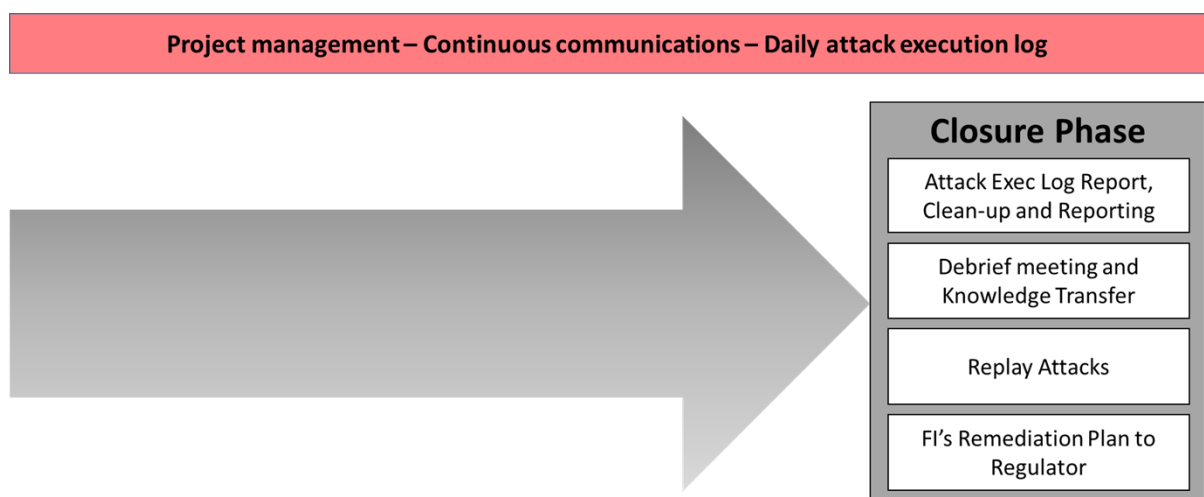 Project management – Continuous communications – Daily attack execution log
Closure Phase
Attack Exec Log Report,
Clean-up and Reporting
Debrief meeting and
Knowledge Transfer
Replay Attacks
FI's Remediation Plan to
Regulator